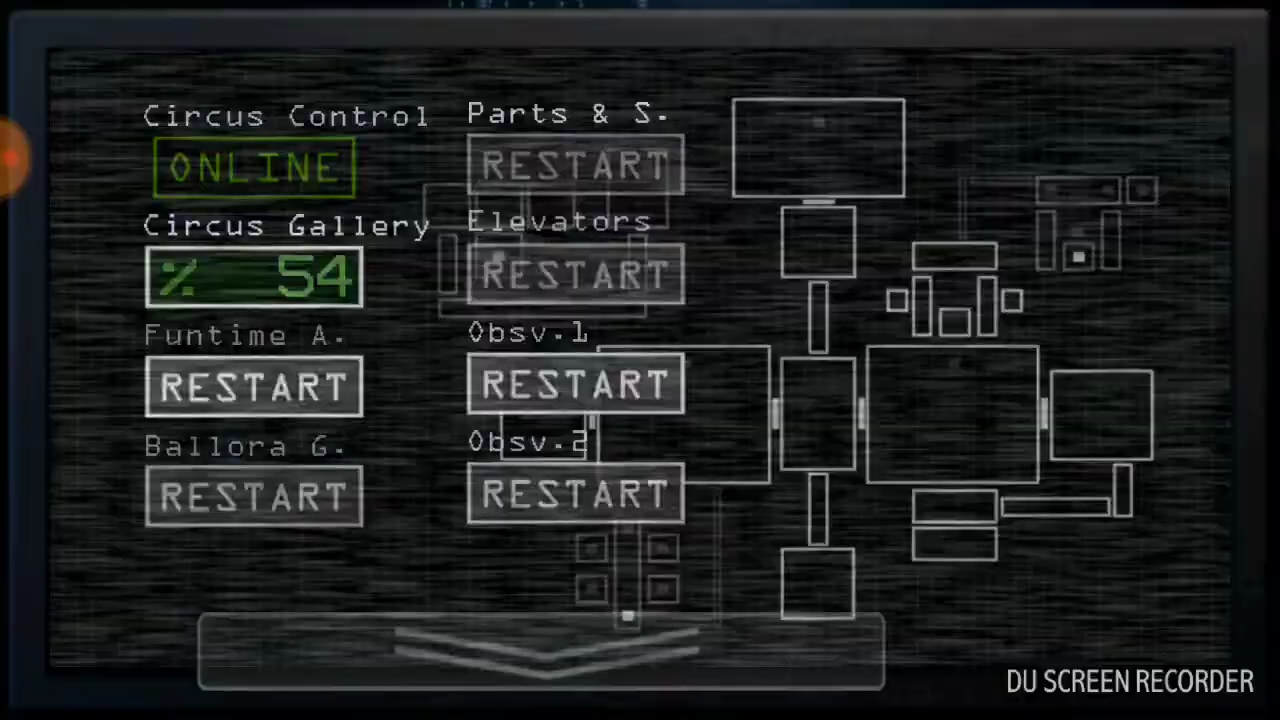 Circus Control
ONLINE
Circus Gallery
% 54
Funtime A.
RESTART
Ballora G.
RESTART
Parts & S.
RESTART
Elevators
RESTART
Obsv.1
RESTART
Obsv.2
RESTART
DU SCREEN RECORDER